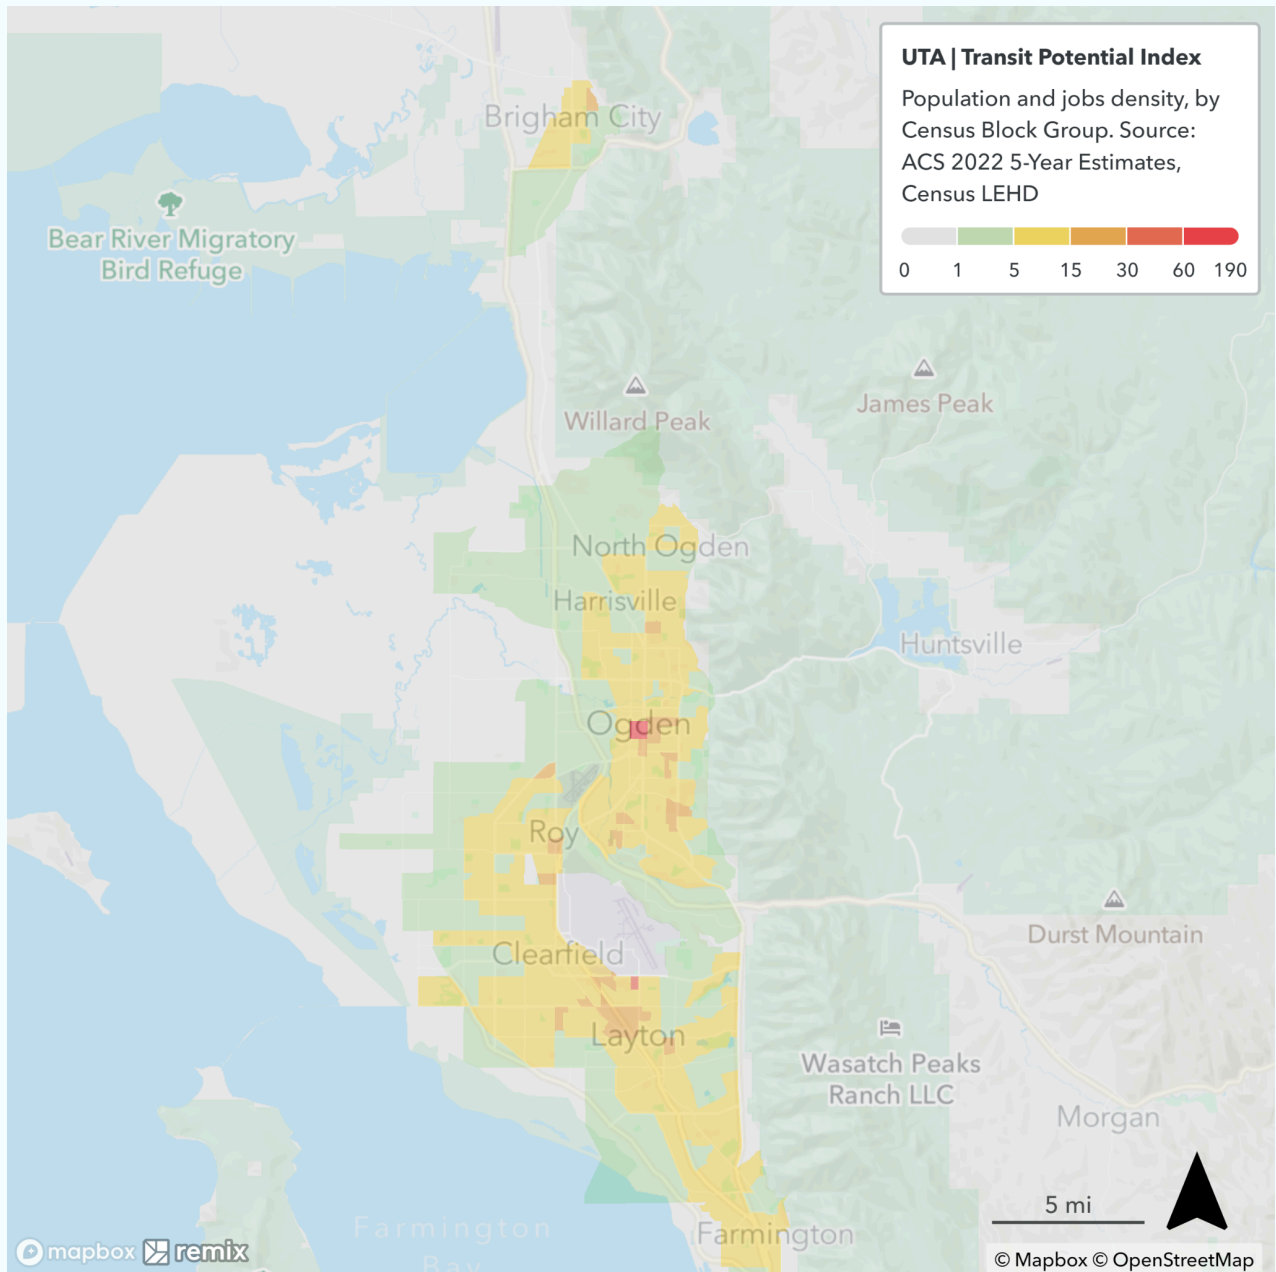 UTA | Transit Potential Index
Population and jobs density, by
Census Block Group. Source:
ACS 2022 5-Year Estimates,
Census LEHD
0 1 5 15 30 60 190
Brigham City
Bear River Migratory
Bird Refuge
Willard Peak
James Peak
North Ogden
Harrisville
Huntsville
Ogden
Roy
Durst Mountain
Clearfield
Layton
Wasatch Peaks
Ranch LLC
Morgan
5 mi
Farmington
Bay
Farmington
mapbox remix
© Mapbox © OpenStreetMap